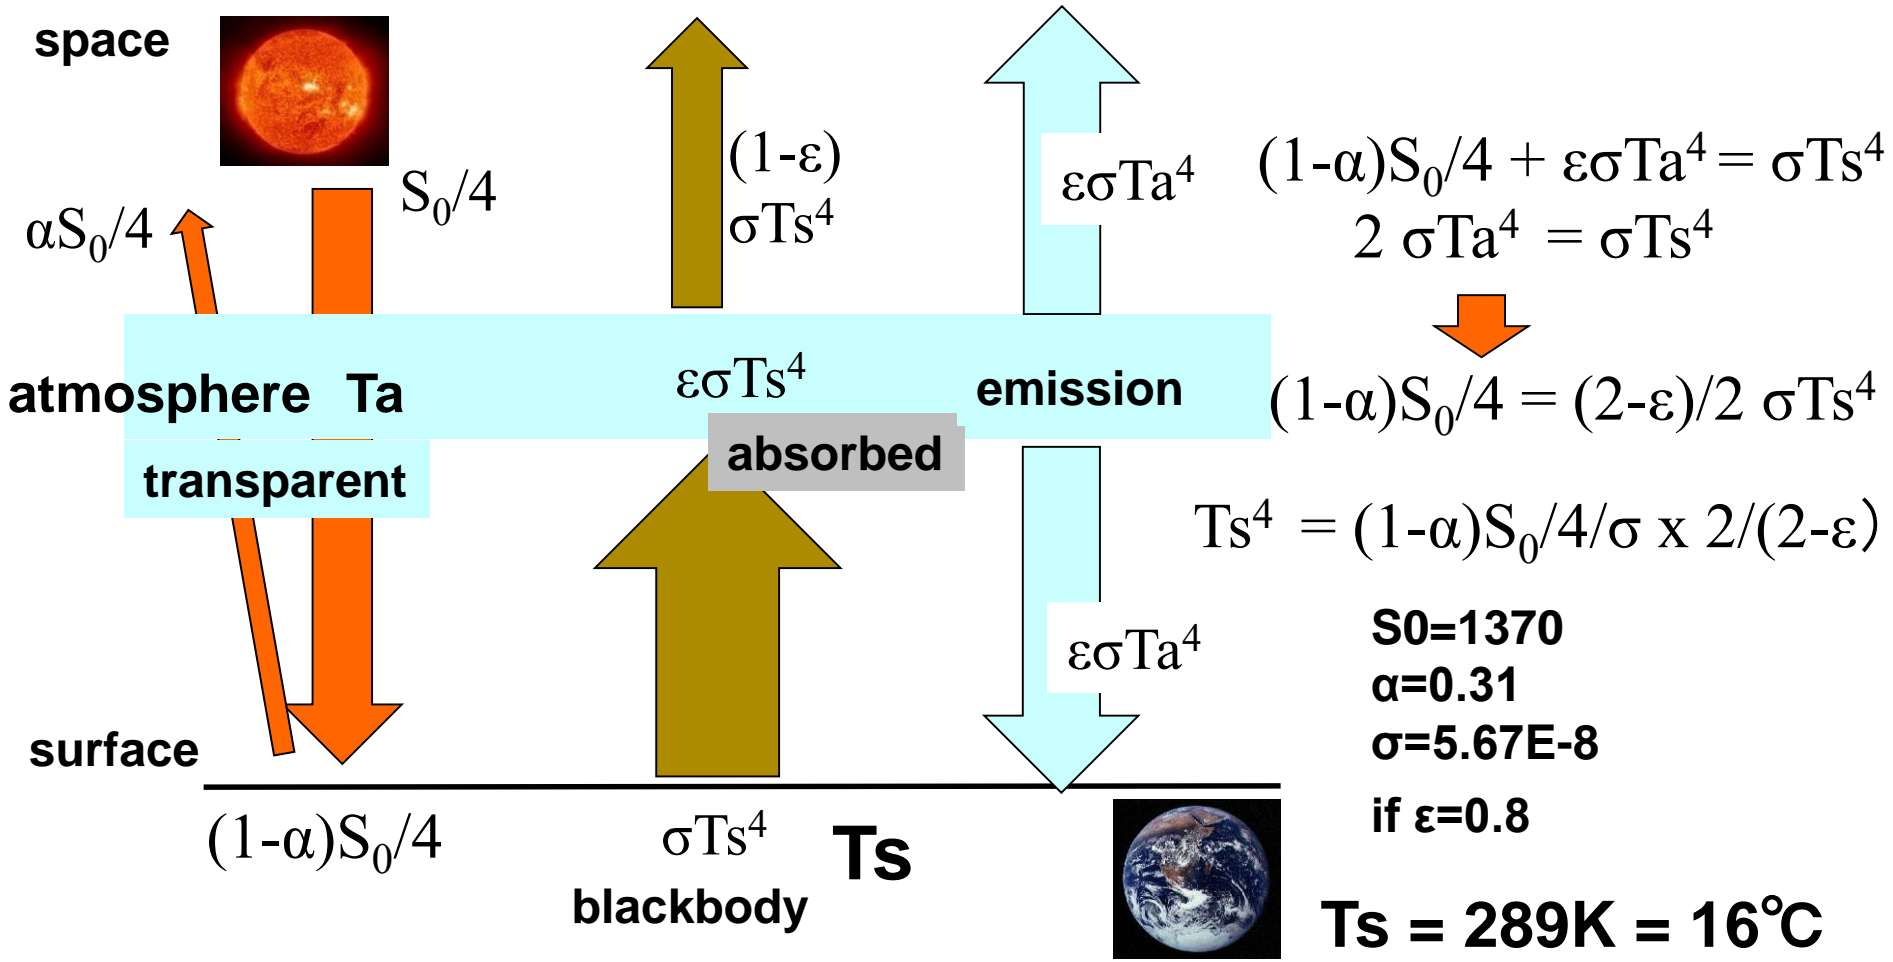 space
S₀/4
αS₀/4
(1-ε)
σTs⁴
εσTa⁴
(1-α)S₀/4 + εσTa⁴ = σTs⁴
2 σTa⁴ = σTs⁴
atmosphere Ta
εσTs⁴
emission
(1-α)S₀/4 = (2-ε)/2 σTs⁴
absorbed
transparent
Ts⁴ = (1-α)S₀/4/σ x 2/(2-ε)
εσTa⁴
S0=1370
α=0.31
σ=5.67E-8
if ε=0.8
surface
(1-α)S₀/4
σTs⁴
Ts
blackbody
Ts = 289K = 16℃